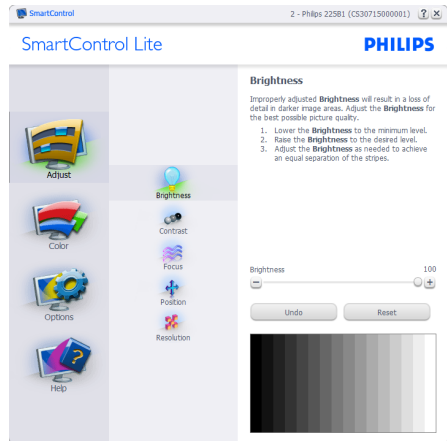 SmartControl
2 - Philips 225B1 (CS30715000001)
SmartControl Lite
PHILIPS
Adjust
Color
Options
Help
Brightness
Contrast
Focus
Position
Resolution
Brightness
Improperly adjusted Brightness will result in a loss of
detail in darker image areas. Adjust the Brightness for
the best possible picture quality.
1. Lower the Brightness to the minimum level.
2. Raise the Brightness to the desired level.
3. Adjust the Brightness as needed to achieve
an equal separation of the stripes.
Brightness 100
Undo Reset